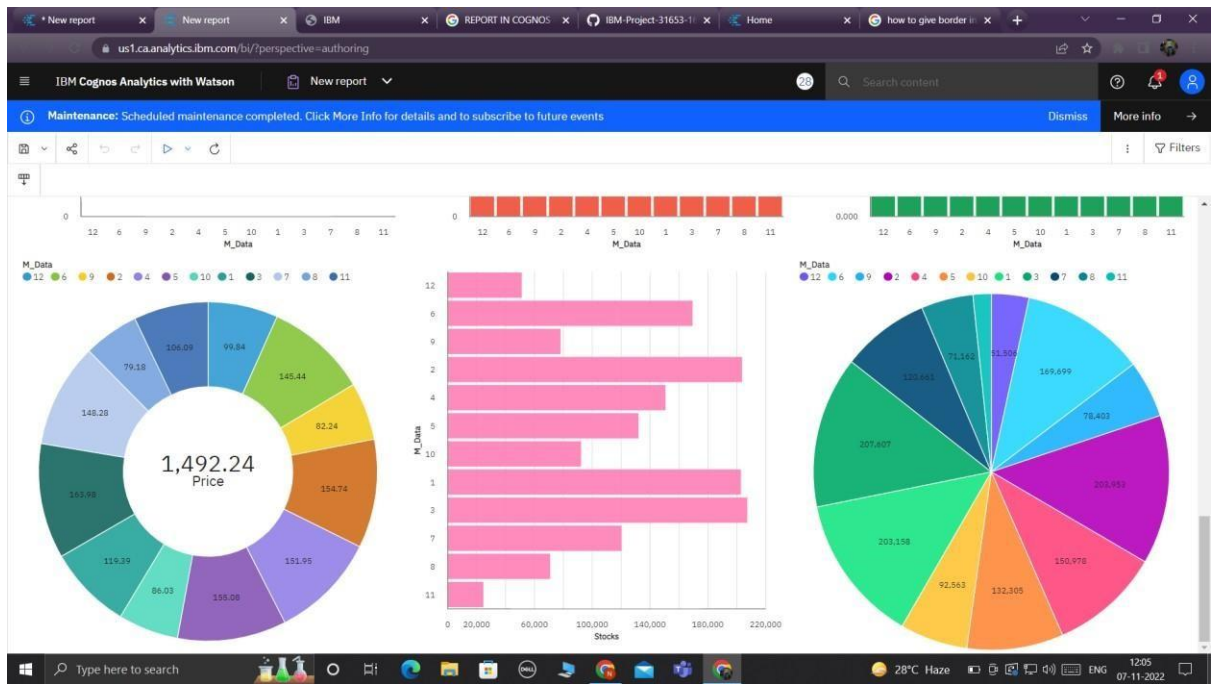 * New report
New report
IBM
REPORT IN COGNOS
IBM-Project-31653-1
Home
how to give border in
us1.ca.analytics.ibm.com/bi/?perspective=authoring
IBM Cognos Analytics with Watson
New report
28
Search content
1
Maintenance: Scheduled maintenance completed. Click More Info for details and to subscribe to future events
Dismiss
More info
Filters
0
12 6 9 2 4 5 10 1 3 7 8 11
M_Data
0
12 6 9 2 4 5 10 1 3 7 8 11
M_Data
0.000
12 6 9 2 4 5 10 1 3 7 8 11
M_Data
M_Data
12 6 9 2 4 5 10 1 3 7 8 11
99.84
145.44
82.24
154.74
151.95
86.03
119.39
163.98
148.28
79.18
106.09
1,492.24
Price
M_Data
12
6
9
2
4
5
10
1
3
7
8
11
0 20,000 60,000 100,000 140,000 180,000 220,000
Stocks
M_Data
12 6 9 2 4 5 10 1 3 7 8 11
51,506
169,699
78,403
203,953
150,978
132,305
92,563
203,158
207,607
120,661
71,162
Type here to search
DELL
28°C Haze
ENG
12:05
07-11-2022